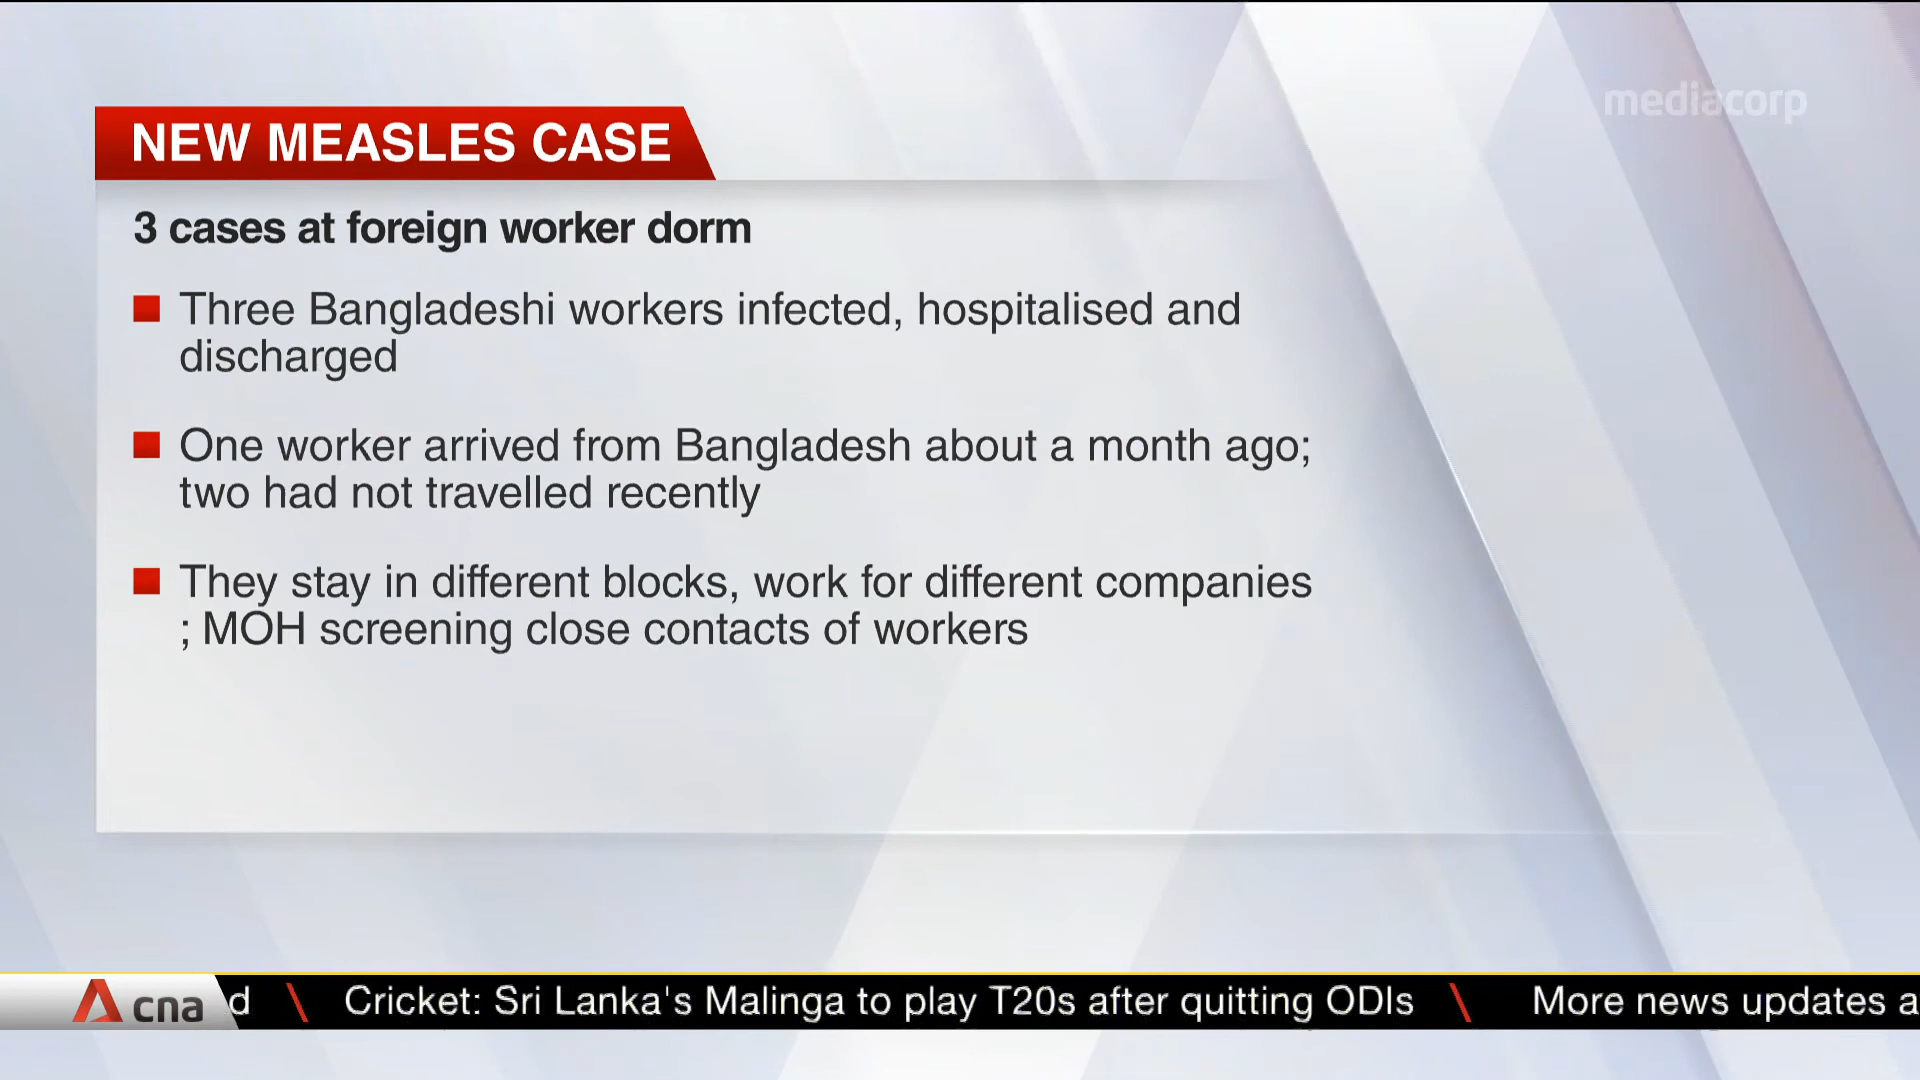 mediacorp
NEW MEASLES CASE
3 cases at foreign worker dorm
Three Bangladeshi workers infected, hospitalised and
discharged
One worker arrived from Bangladesh about a month ago;
two had not travelled recently
They stay in different blocks, work for different companies
; MOH screening close contacts of workers
cna d \ Cricket: Sri Lanka's Malinga to play T20s after quitting ODIs \ More news updates a